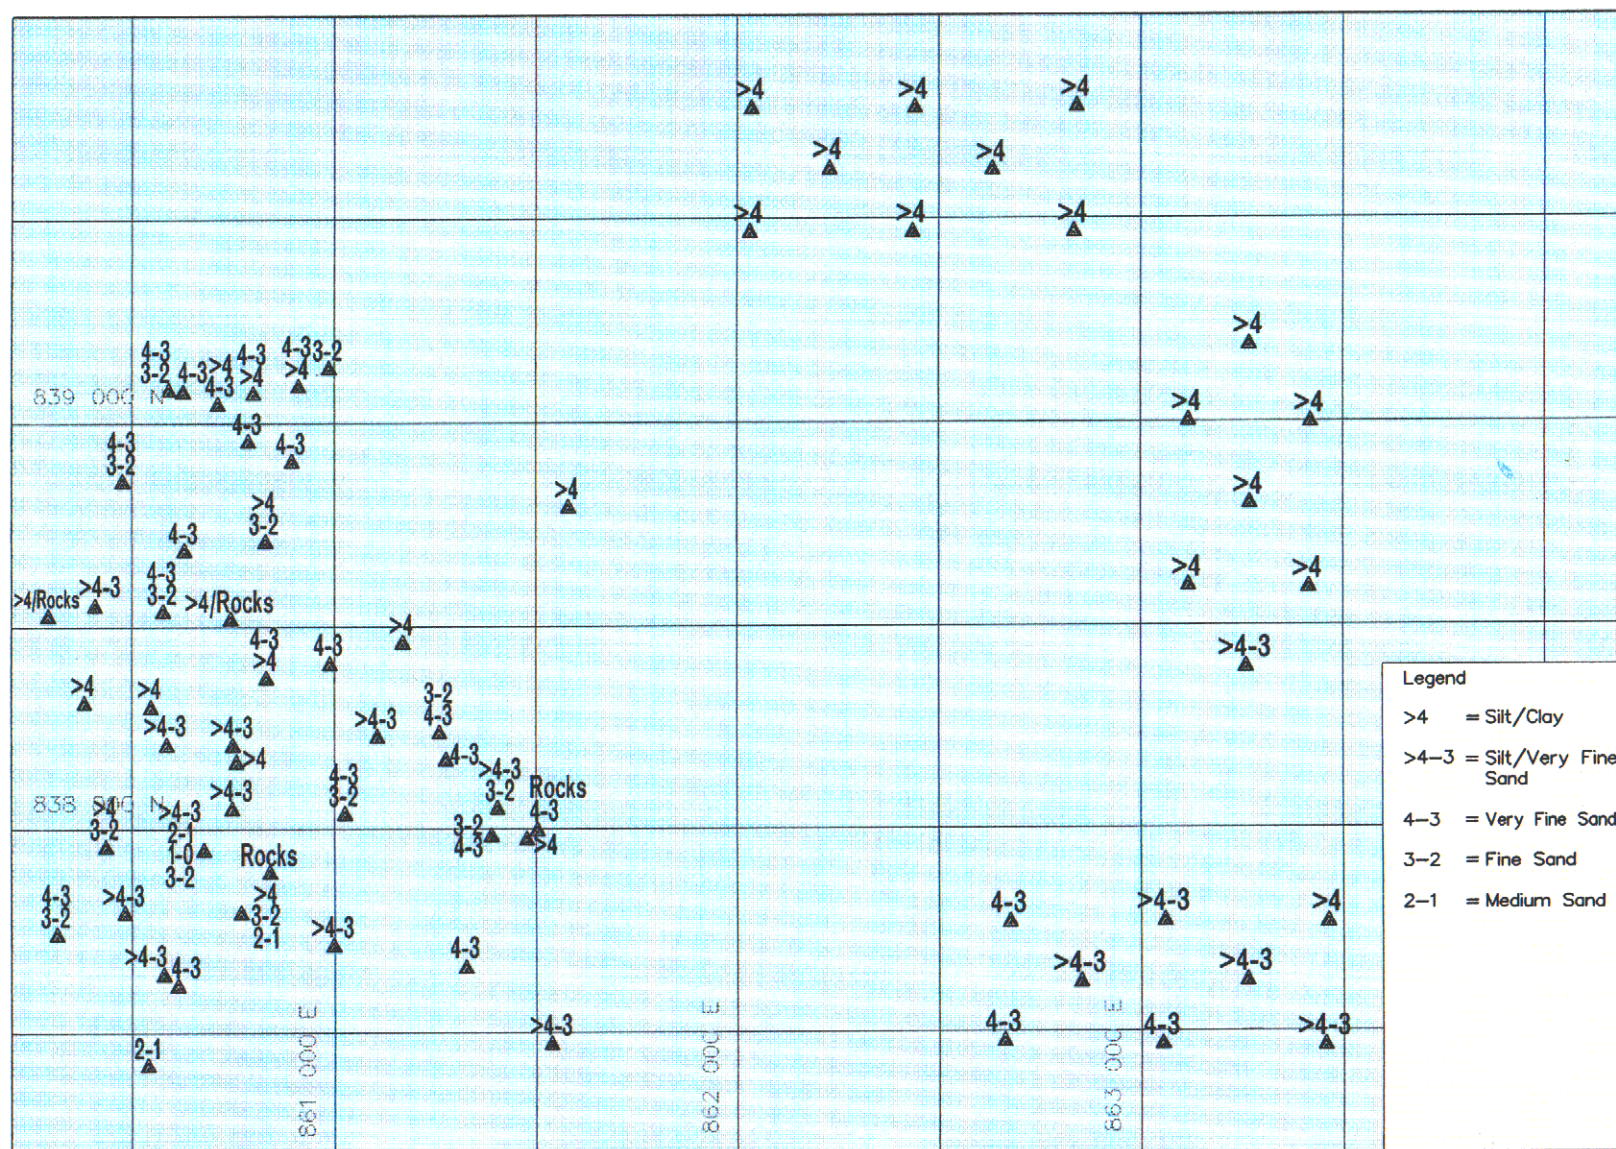 >4 >4 >4
>4 >4
>4 >4 >4
>4
4-3 4-3 4-3 3-2
3-2 4-3 >4 >4 >4
4-3
839 000 N >4 >4
4-3 4-3 4-3
3-2
>4 >4 >4
3-2
4-3
4-3 >4 >4
3-2
>4/Rocks >4-3 >4/Rocks
4-3 4-3 >4 >4-3
>4
>4 >4 3-2
>4-3 >4-3 >4-3 4-3
>4 4-3
>4-3
4-3 3-2 Rocks
>4-3 3-2
838 N
>4 >4-3 4-3
3-2 2-1 3-2
1-0 4-3 >4
3-2 Rocks
4-3 >4-3 >4 4-3 >4-3 >4
3-2 3-2
2-1 >4-3
>4-3 4-3 4-3 >4-3 >4-3
>4-3 4-3 4-3 >4-3
2-1
861 000 E
862 000 E
863 000 E
Legend
>4 = Silt/Clay
>4-3 = Silt/Very Fine
Sand
4-3 = Very Fine Sand
3-2 = Fine Sand
2-1 = Medium Sand